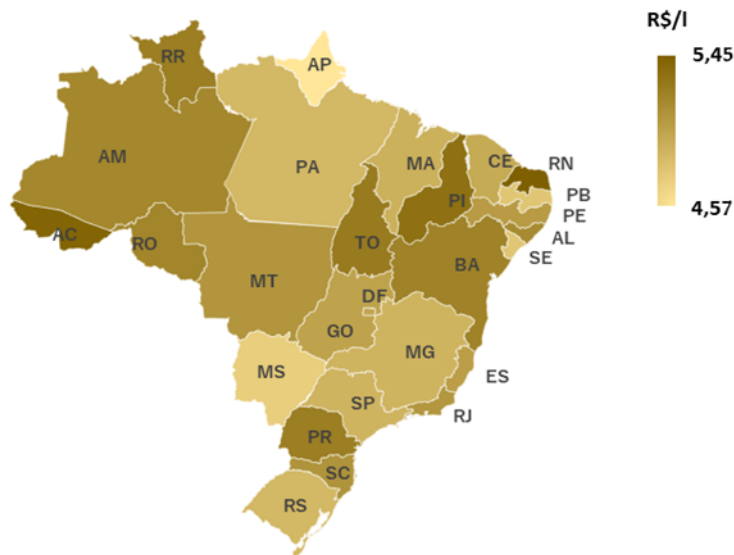 R$/l
5,45
4,57
RR
AP
AM
PA
MA
CE
RN
PB
PE
AL
SE
PI
AC
RO
TO
BA
MT
DF
GO
MG
ES
MS
SP
RJ
PR
SC
RS